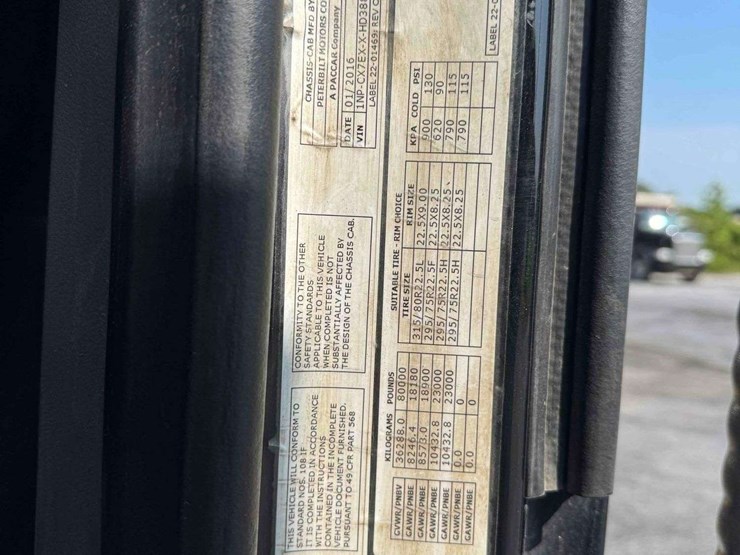 THIS VEHICLE WILL CONFORM TO
STANDARD NOS. 108 IF
IT IS COMPLETED IN ACCORDANCE
WITH THE INSTRUCTIONS
CONTAINED IN THE INCOMPLETE
VEHICLE DOCUMENT FURNISHED,
PURSUANT TO 49 CFR PART 568
CONFORMITY TO THE OTHER
SAFETY STANDARDS
APPLICABLE TO THIS VEHICLE
WHEN COMPLETED IS NOT
SUBSTANTIALLY AFFECTED BY
THE DESIGN OF THE CHASSIS CAB.
CHASSIS-CAB MFD BY
PETERBILT MOTORS CO
A PACCAR Company
DATE 01/2016
VIN 1NP-CX7EX-X-HD38
LABEL 22-01469; REV
KILOGRAMS POUNDS SUITABLE TIRE - RIM CHOICE
TIRE SIZE RIM SIZE KPA COLD PSI
GVWR/PNBV 36288.0 80000
GAWR/PNBE 8246.4 18180 315/80R22.5L 22.5X9.00 900 130
GAWR/PNBE 8573.0 18900 295/75R22.5F 22.5X8.25 620 90
GAWR/PNBE 10432.8 23000 295/75R22.5H 22.5X8.25 790 115
GAWR/PNBE 10432.8 23000 295/75R22.5H 22.5X8.25 790 115
GAWR/PNBE 0.0 0
GAWR/PNBE 0.0 0
LABEL 22-0